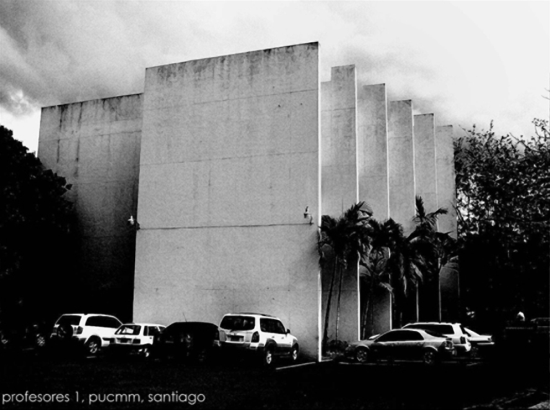 profesores 1, pucmm, santiago